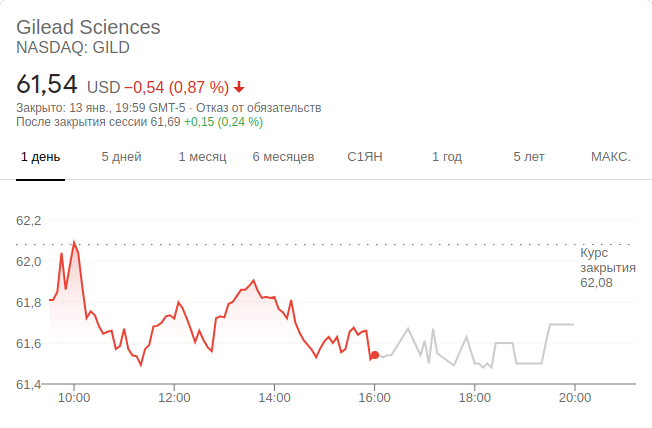 Gilead Sciences
NASDAQ: GILD
61,54 USD −0,54 (0,87 %)
Закрыто: 13 янв., 19:59 GMT-5 · Отказ от обязательств
После закрытия сессии 61,69 +0,15 (0,24 %)
1 день 5 дней 1 месяц 6 месяцев С1ЯН 1 год 5 лет МАКС.
62,2
62,0
61,8
61,6
61,4
Курс
закрытия
62,08
10:00 12:00 14:00 16:00 18:00 20:00